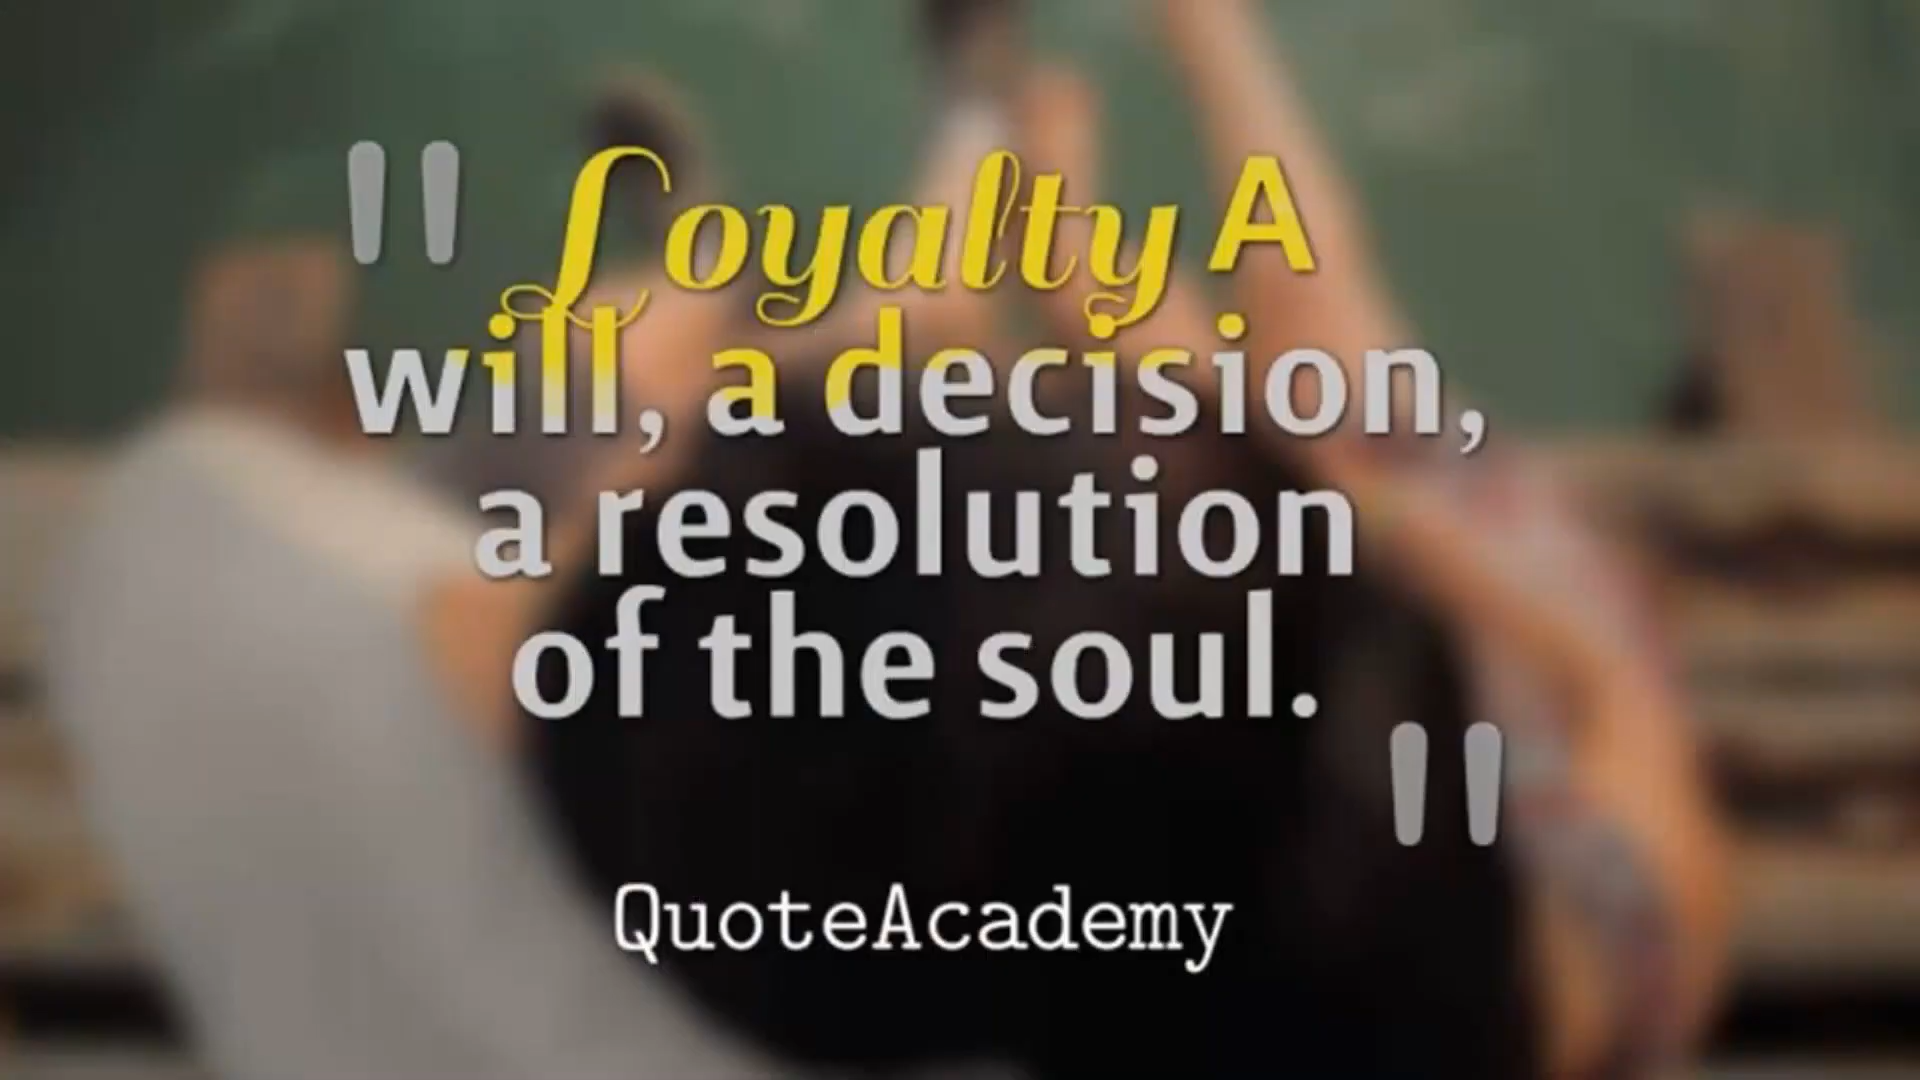 " Loyalty A
will, a decision,
a resolution
of the soul.
"
QuoteAcademy